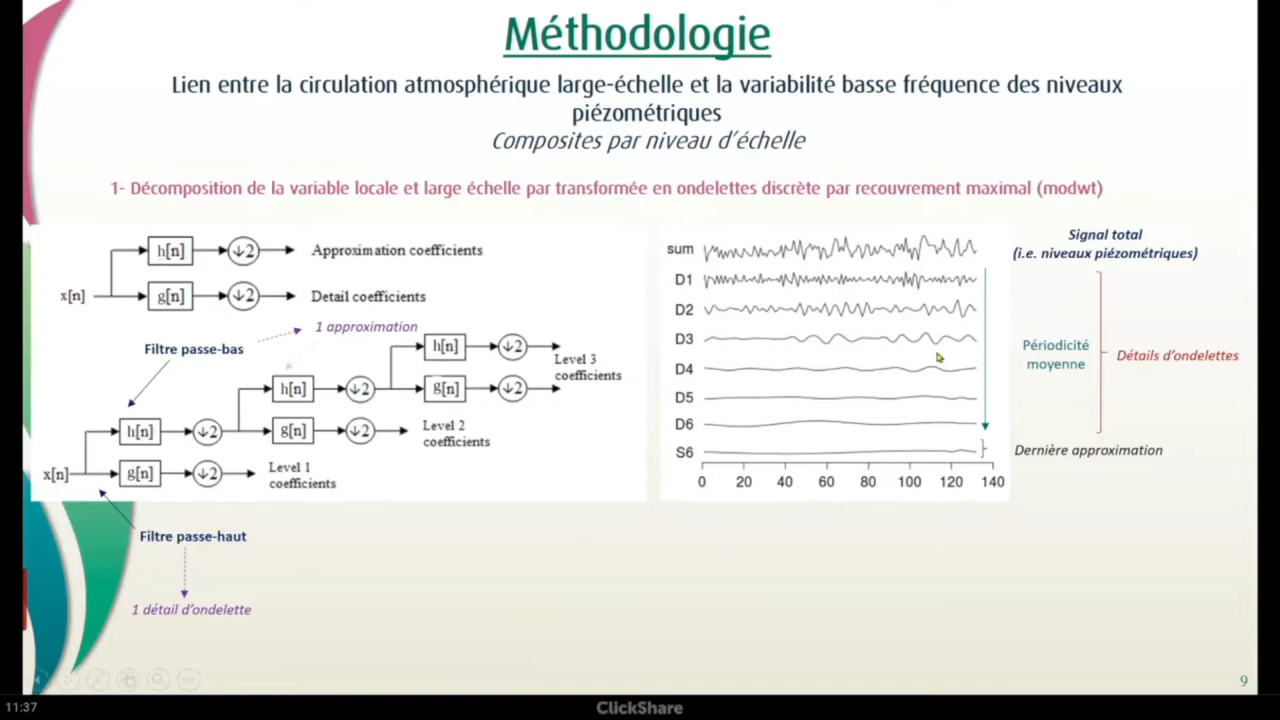 Méthodologie
Lien entre la circulation atmosphérique large-échelle et la variabilité basse fréquence des niveaux
piézométriques
Composites par niveau d'échelle
1- Décomposition de la variable locale et large échelle par transformée en ondelettes discrète par recouvrement maximal (modwt)
h[n]
↓2
Approximation coefficients
x[n]
g[n]
↓2
Detail coefficients
1 approximation
Filtre passe-bas
h[n]
↓2
Level 3
coefficients
h[n]
↓2
g[n]
↓2
h[n]
↓2
g[n]
↓2
Level 2
coefficients
x[n]
g[n]
↓2
Level 1
coefficients
Filtre passe-haut
1 détail d'ondelette
sum
D1
D2
D3
D4
D5
D6
S6
0 20 40 60 80 100 120 140
Signal total
(i.e. niveaux piézométriques)
Périodicité
moyenne
Détails d'ondelettes
Dernière approximation
9
11:37
ClickShare